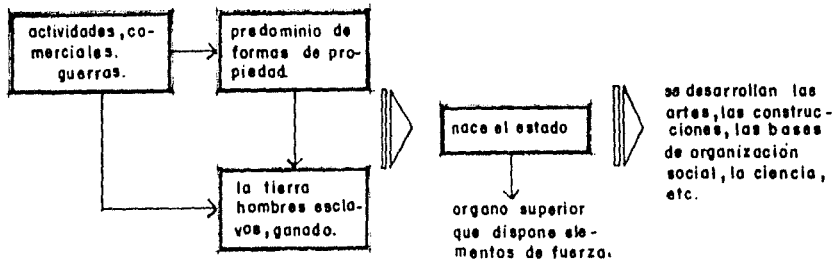 actividades,co-
merciales.
guerras.
predominio de
formas de pro-
piedad.
la tierra
hombres escla-
vos,ganado.
nace el estado
organo superior
que dispone ele-
mentos de fuerza.
se desarrollan las
artes,las construc-
ciones, las bases
de organización
social, la ciencia,
etc.